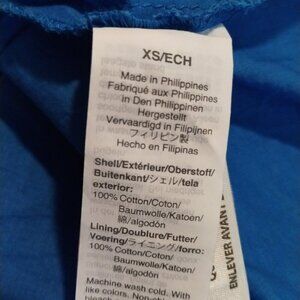 XS/ECH
Made in Philippines
Fabriqué aux Philippines
in Den Philippinen
Hergestellt
Vervaardigd in Filipijnen
フィリピン製
Hecho en Filipinas
Shell/Extérieur/Oberstoff/
Buitenkant/シェル/tela
exterior:
100% Cotton/Coton/
Baumwolle/Katoen/
綿/algodón
Lining/Doublure/Futter/
Voering/ライニング/forro:
100% Cotton/Coton/
Baumwolle/Katoen/
綿/algodón
Machine wash cold. With
like colors.
ENLEVER AVANT